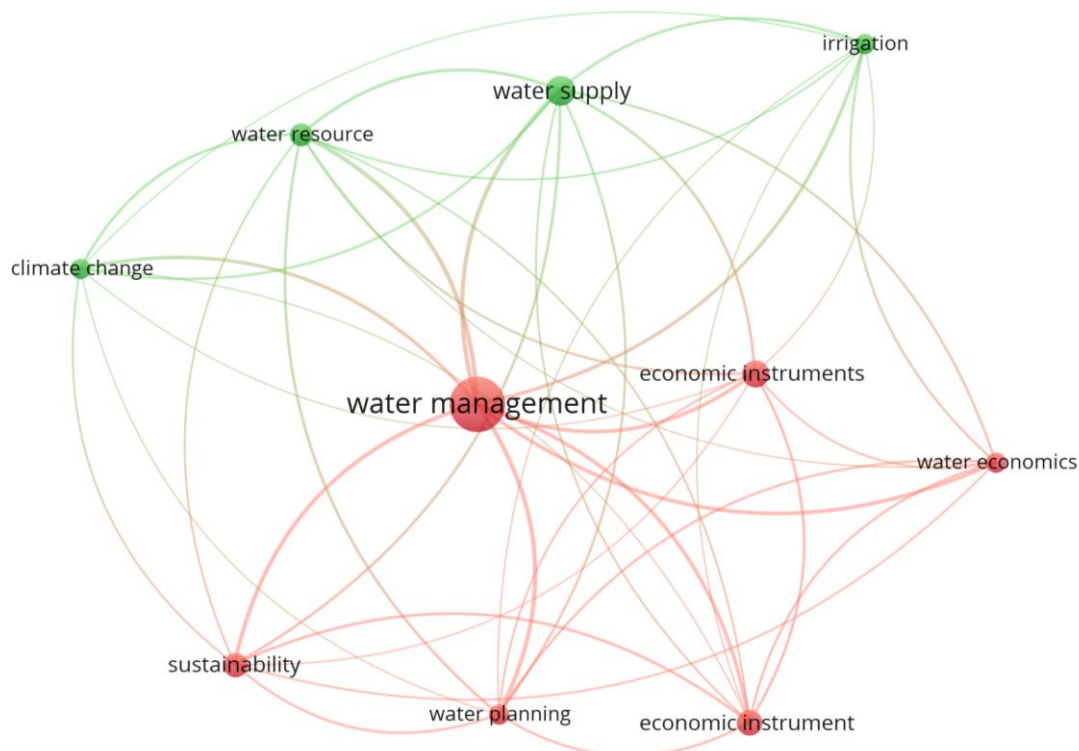 irrigation
water supply
water resource
climate change
economic instruments
water management
water economics
sustainability
water planning
economic instrument